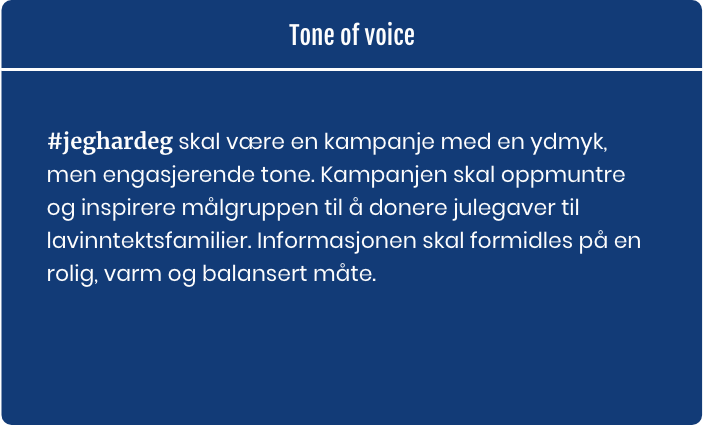 Tone of voice
#jeghardeg skal være en kampanje med en ydmyk,
men engasjerende tone. Kampanjen skal oppmuntre
og inspirere målgruppen til å donere julegaver til
lavinntektsfamilier. Informasjonen skal formidles på en
rolig, varm og balansert måte.